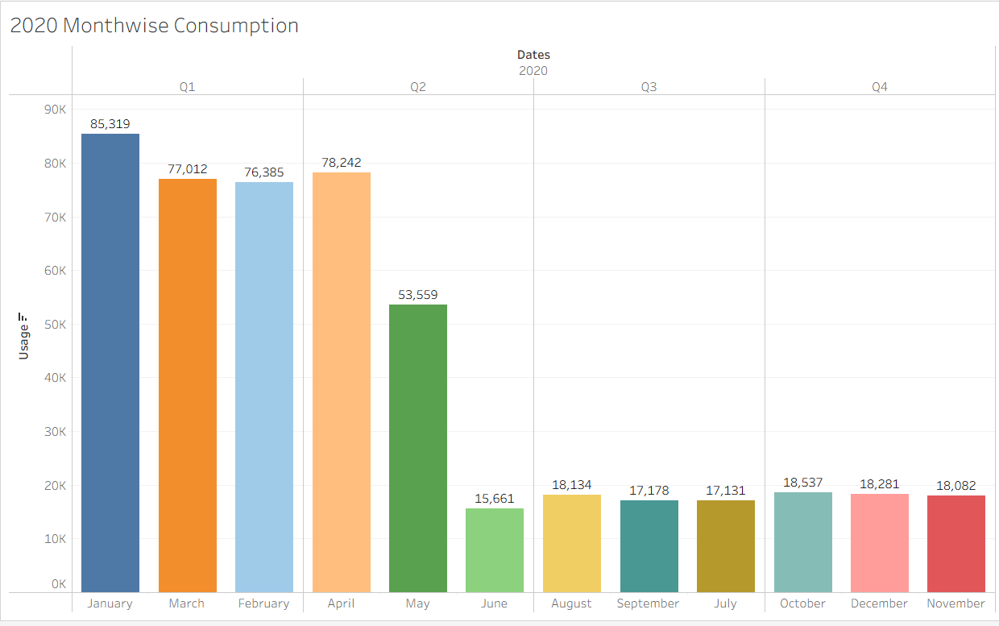 2020 Monthwise Consumption
Dates
2020
Q1 Q2 Q3 Q4
90K
80K
70K
60K
50K
40K
30K
20K
10K
0K
Usage
85,319 77,012 76,385 78,242 53,559 15,661 18,134 17,178 17,131 18,537 18,281 18,082
January March February April May June August September July October December November